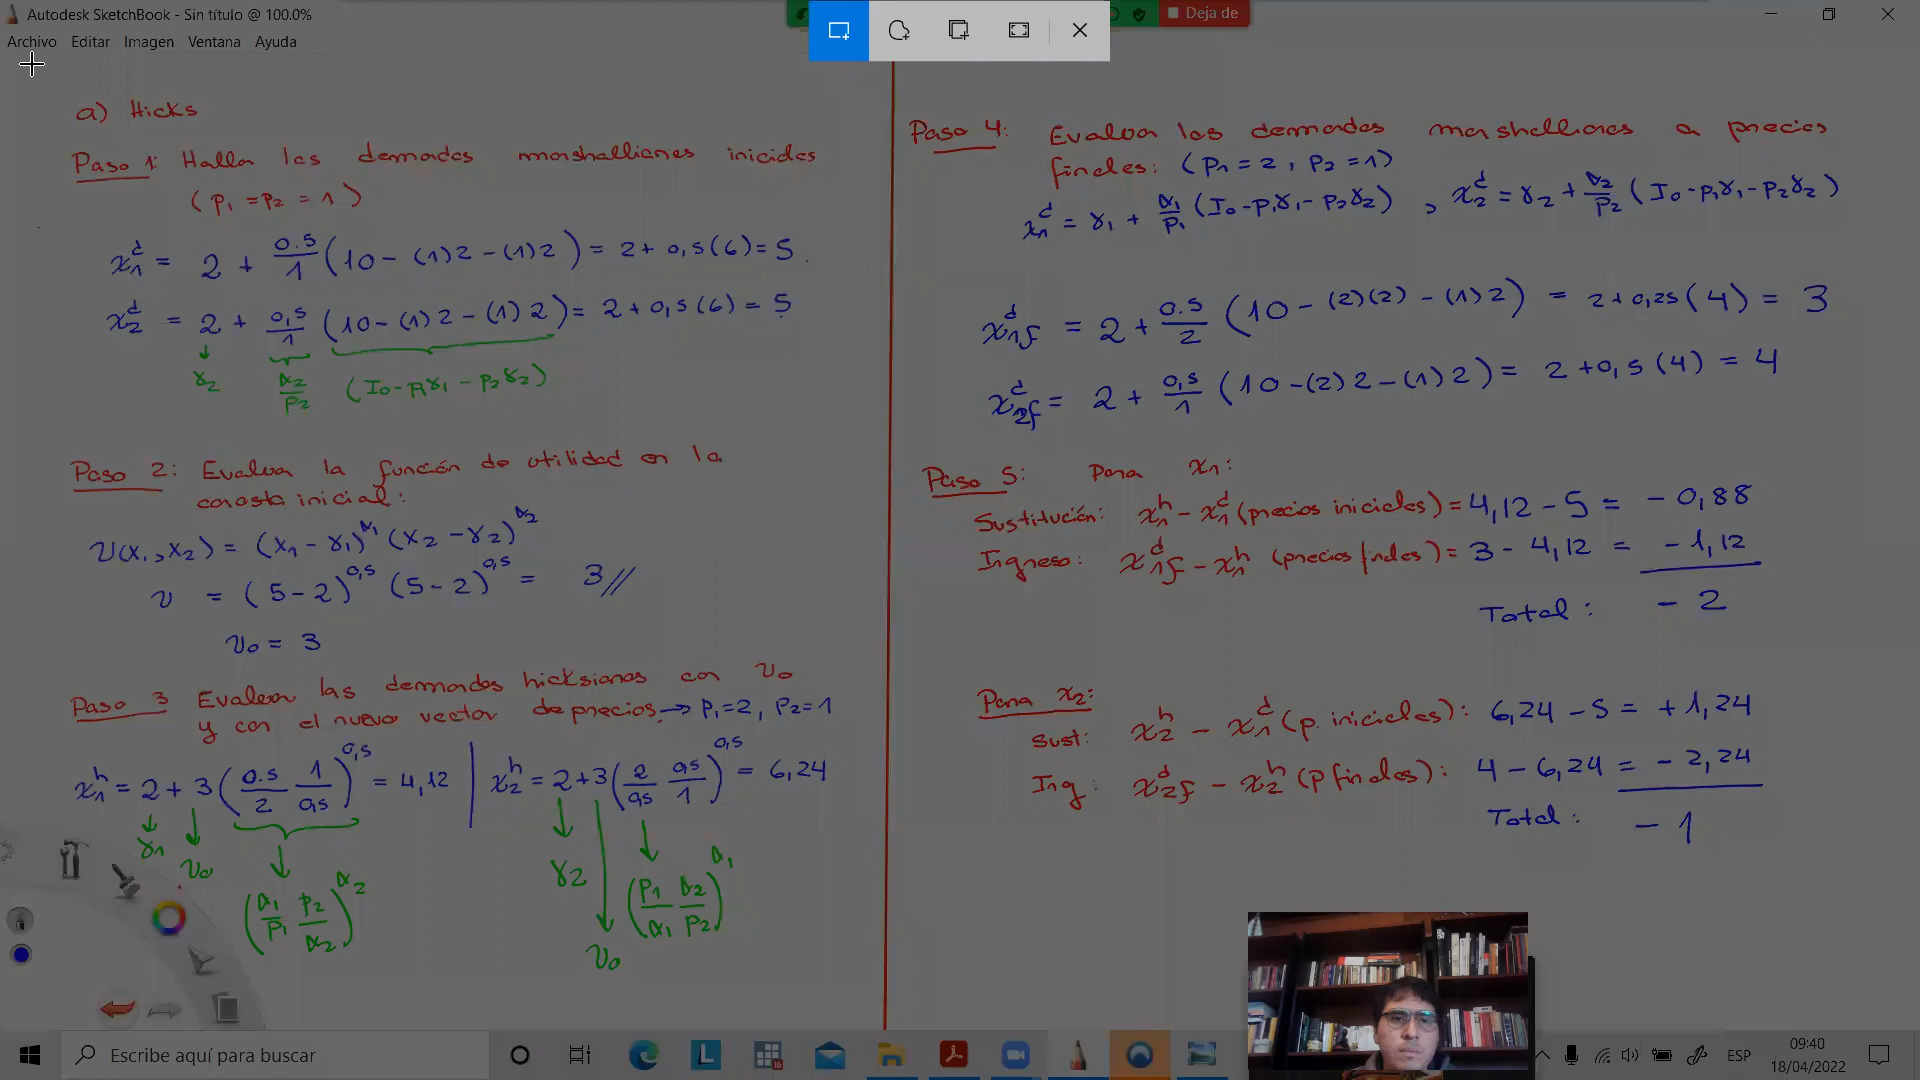 Autodesk SketchBook - Sin título @ 100.0%
Deja de
Archivo Editar Imagen Ventana Ayuda
a) Hicks
Paso 1: Halla las demandas marshallianas iniciales
(p₁ = p₂ = 1)
x₁ᵈ = 2 + 0.5/1 (10 - (1)2 - (1)2) = 2 + 0,5(6) = 5
x₂ᵈ = 2 + 0,5/1 (10 - (1)2 - (1)2) = 2 + 0,5(6) = 5
γ₂ α₂/p₂ (I₀ - p₁γ₁ - p₂γ₂)
Paso 2: Evaluar la función de utilidad en la
canasta inicial:
U(x₁, x₂) = (x₁ - γ₁)^α₁ (x₂ - γ₂)^α₂
U = (5 - 2)^0,5 (5 - 2)^0,5 = 3//
U₀ = 3
Paso 3 Evaluar las demandas hicksianas con U₀
y con el nuevo vector de precios. → p₁ = 2, p₂ = 1
x₁ʰ = 2 + 3 (0.5/2 1/0,5)^0,5 = 4,12 | x₂ʰ = 2 + 3 (2/0,5 0,5/1)^0,5 = 6,24
γ₁ U₀ (α₁/p₁ p₂/α₂)^α₂ γ₂ U₀ (p₁/α₁ α₂/p₂)^α₁
Paso 4: Evaluar las demandas marshallianas a precios
finales: (p₁ = 2, p₂ = 1)
x₁ᵈ = γ₁ + α₁/p₁ (I₀ - p₁γ₁ - p₂γ₂) , x₂ᵈ = γ₂ + α₂/p₂ (I₀ - p₁γ₁ - p₂γ₂)
x₁fᵈ = 2 + 0.5/2 (10 - (2)(2) - (1)2) = 2 + 0,25(4) = 3
x₂fᵈ = 2 + 0,5/1 (10 - (2)2 - (1)2) = 2 + 0,5(4) = 4
Paso 5: Para x₁:
Sustitución: x₁ʰ - x₁ᵈ (precios iniciales) = 4,12 - 5 = - 0,88
Ingreso: x₁fᵈ - x₁ʰ (precios finales) = 3 - 4,12 = - 1,12
Total: - 2
Para x₂:
Sust: x₂ʰ - x₁ᵈ (p. iniciales): 6,24 - 5 = + 1,24
Ing: x₂fᵈ - x₂ʰ (p finales): 4 - 6,24 = - 2,24
Total: - 1
Escribe aquí para buscar
L
16
ESP
09:40
18/04/2022